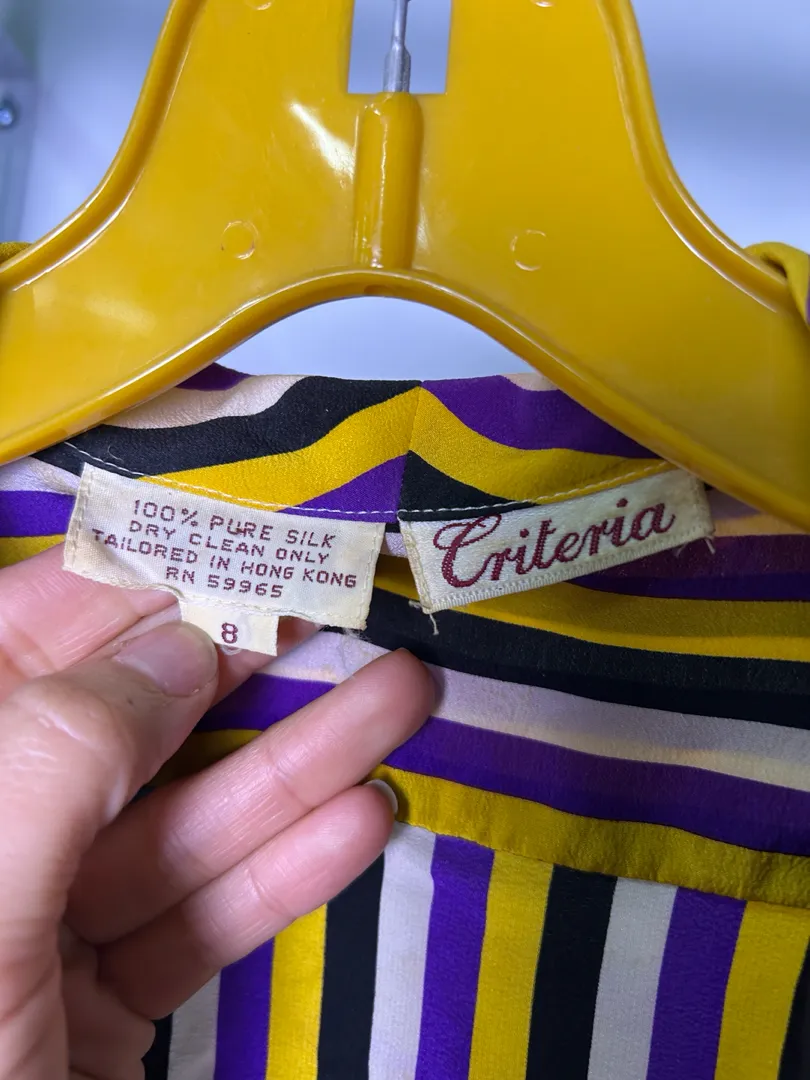 100% PURE SILK
DRY CLEAN ONLY
TAILORED IN HONG KONG
RN 59965
8
Criteria